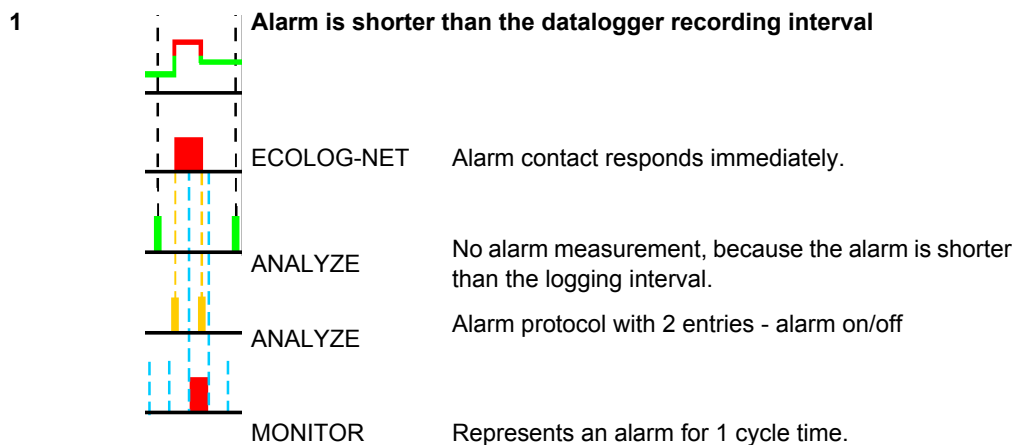 1 Alarm is shorter than the datalogger recording interval
ECOLOG-NET Alarm contact responds immediately.
ANALYZE No alarm measurement, because the alarm is shorter
than the logging interval.
ANALYZE Alarm protocol with 2 entries - alarm on/off
MONITOR Represents an alarm for 1 cycle time.